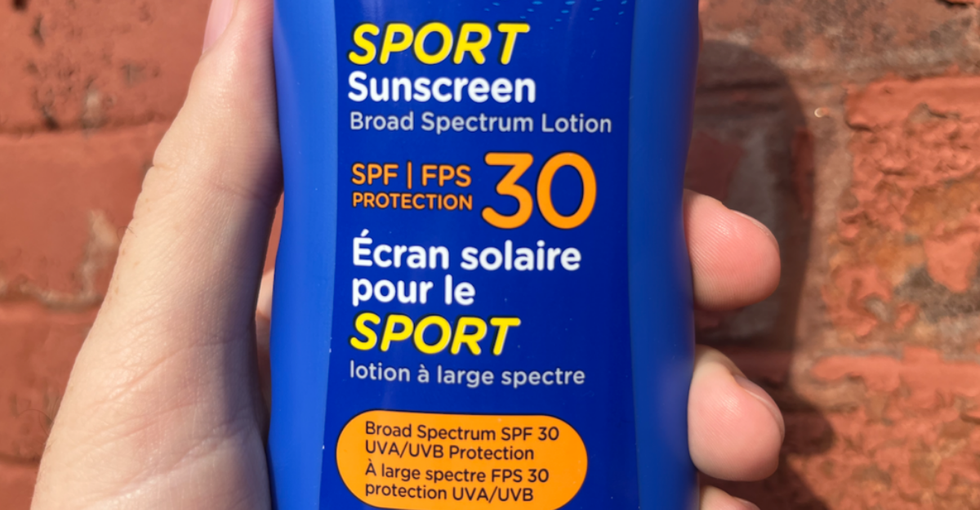 SPORT
Sunscreen
Broad Spectrum Lotion
SPF | FPS 30
PROTECTION
Écran solaire
pour le
SPORT
lotion à large spectre
Broad Spectrum SPF 30
UVA/UVB Protection
À large spectre FPS 30
protection UVA/UVB